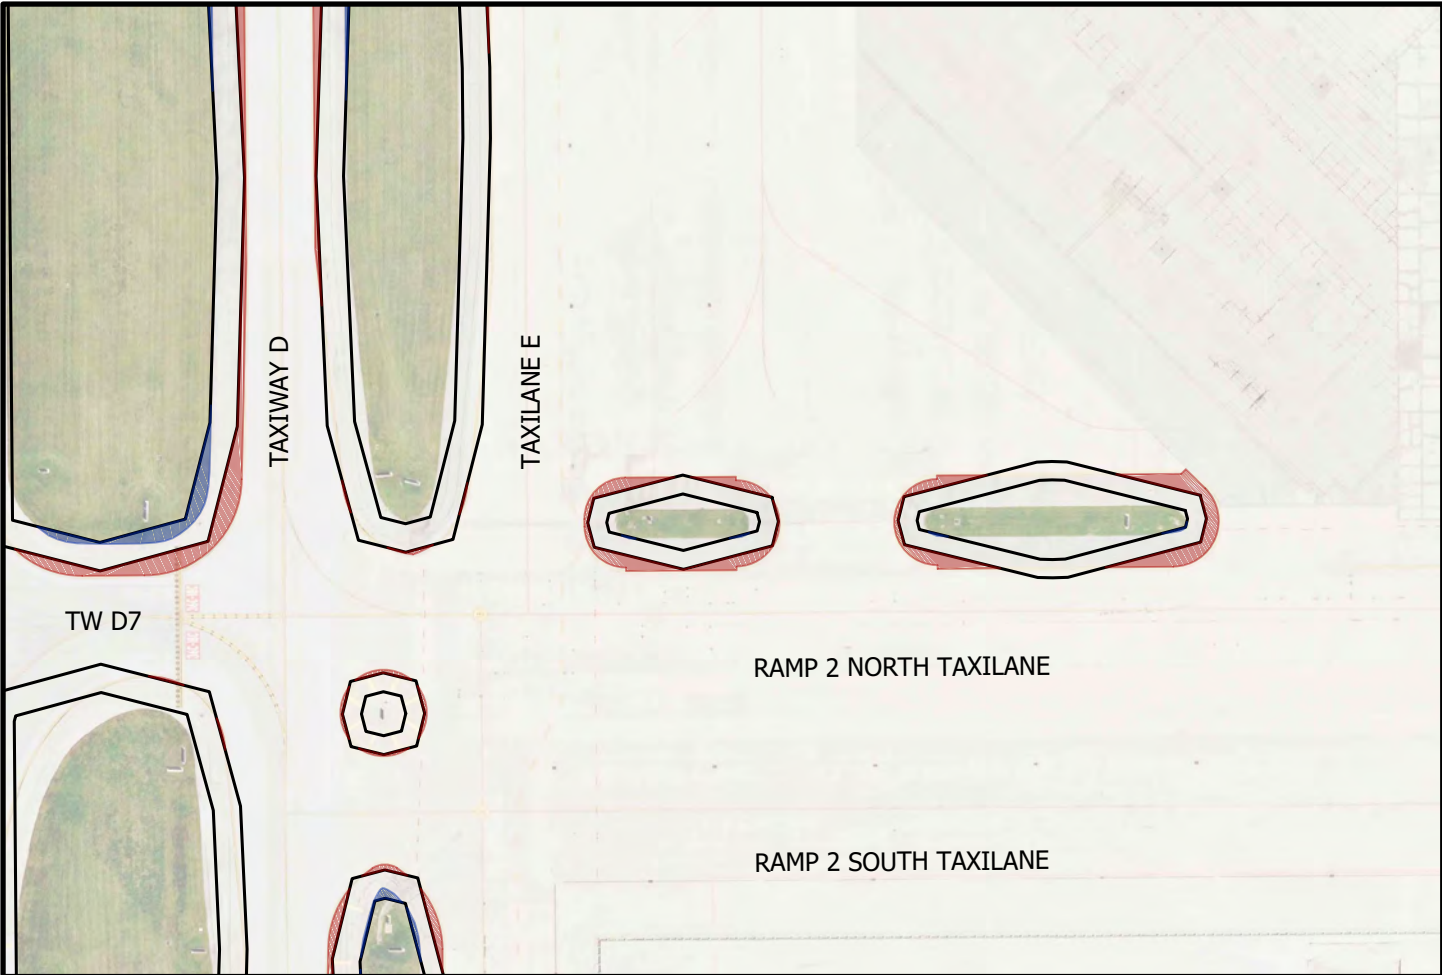 TAXIWAY D
TAXILANE E
TW D7
RAMP 2 NORTH TAXILANE
RAMP 2 SOUTH TAXILANE